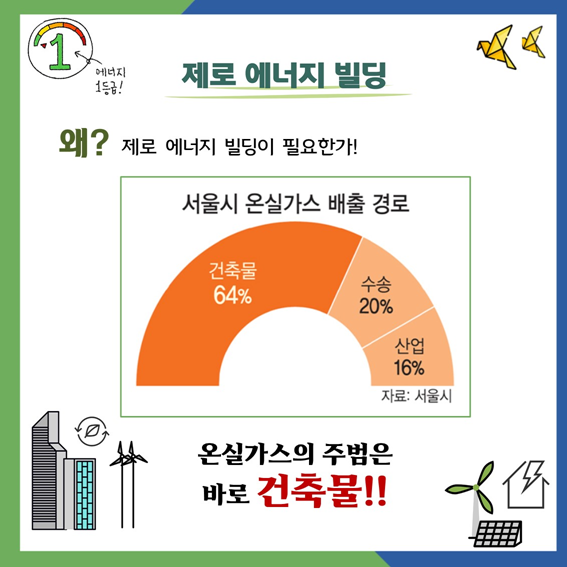 1
에너지
1등급!
제로 에너지 빌딩
왜? 제로 에너지 빌딩이 필요한가!
서울시 온실가스 배출 경로
건축물
64%
수송
20%
산업
16%
자료: 서울시
온실가스의 주범은
바로 건축물!!